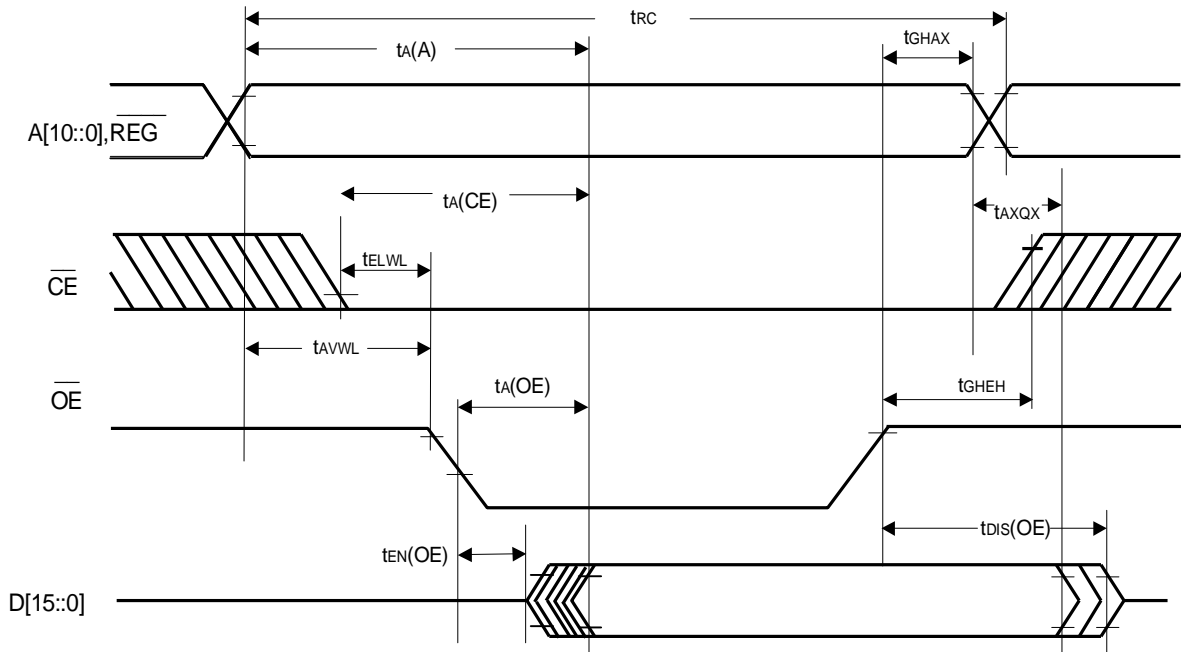 tRC
tA(A)
tGHAX
A[10::0],REG
tA(CE)
tAXQX
tELWL
CE
tAVWL
tA(OE)
tGHEH
OE
tDIS(OE)
tEN(OE)
D[15::0]